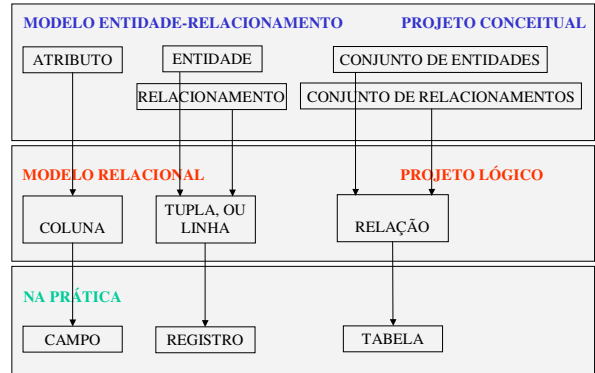 MODELO ENTIDADE-RELACIONAMENTO PROJETO CONCEITUAL
ATRIBUTO ENTIDADE CONJUNTO DE ENTIDADES
RELACIONAMENTO CONJUNTO DE RELACIONAMENTOS
MODELO RELACIONAL PROJETO LÓGICO
COLUNA
TUPLA, OU
LINHA
RELAÇÃO
NA PRÁTICA
CAMPO REGISTRO TABELA